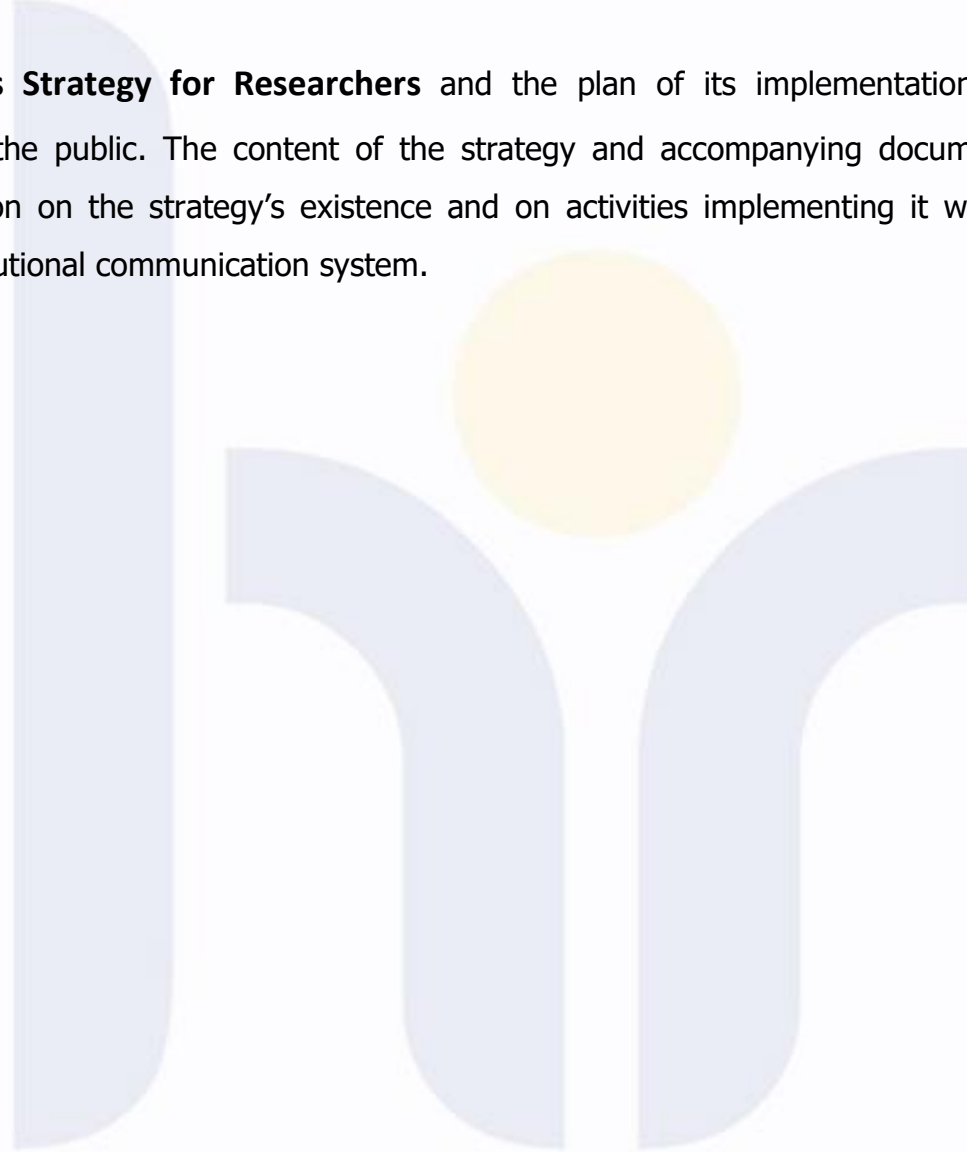 s Strategy for Researchers and the plan of its implementation
the public. The content of the strategy and accompanying docum
on on the strategy’s existence and on activities implementing it w
utional communication system.